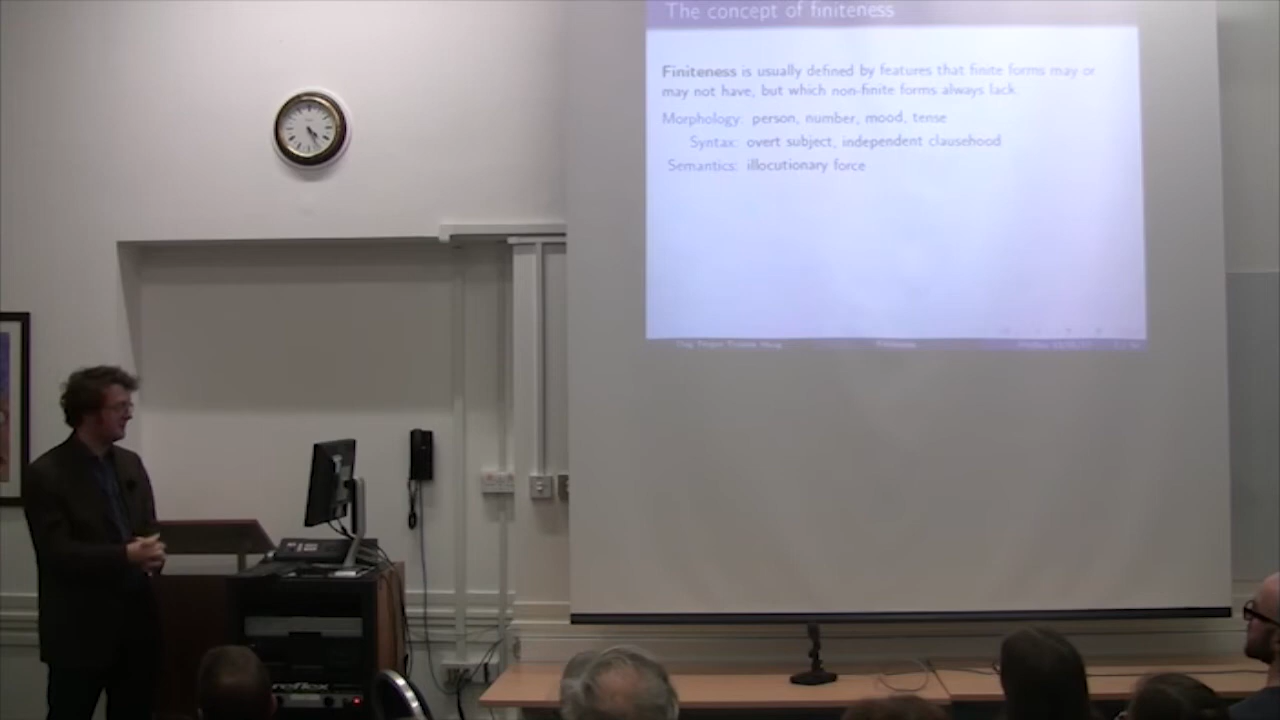 The concept of finiteness
Finiteness is usually defined by features that finite forms may or
may not have, but which non-finite forms always lack.
Morphology: person, number, mood, tense
Syntax: overt subject, independent clausehood
Semantics: illocutionary force
reflex